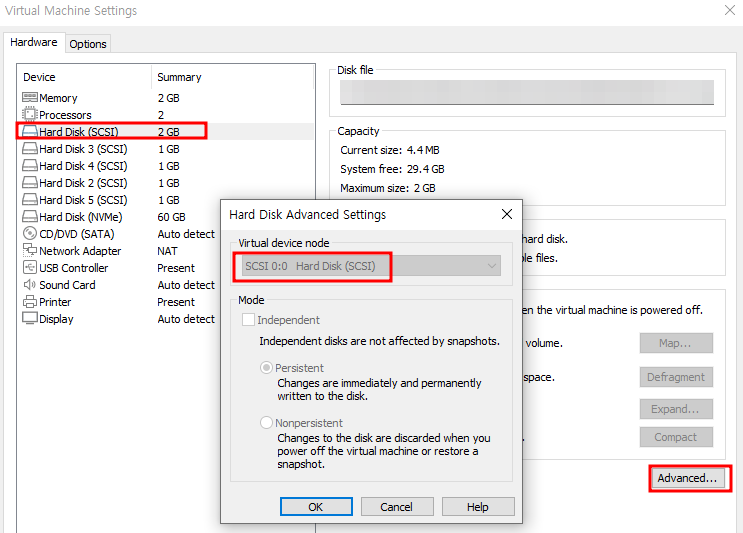 Virtual Machine Settings
Hardware Options
Device Summary
Memory 2 GB
Processors 2
Hard Disk (SCSI) 2 GB
Hard Disk 3 (SCSI) 1 GB
Hard Disk 4 (SCSI) 1 GB
Hard Disk 2 (SCSI) 1 GB
Hard Disk 5 (SCSI) 1 GB
Hard Disk (NVMe) 60 GB
CD/DVD (SATA) Auto detect
Network Adapter NAT
USB Controller Present
Sound Card Auto detect
Printer Present
Display Auto detect
Disk file
Capacity
Current size: 4.4 MB
System free: 29.4 GB
Maximum size: 2 GB
hard disk.
files.
the virtual machine is powered off.
volume.
Map...
space.
Defragment
Expand...
Compact
Advanced...
Hard Disk Advanced Settings
Virtual device node
SCSI 0:0 Hard Disk (SCSI)
Mode
Independent
Independent disks are not affected by snapshots.
Persistent
Changes are immediately and permanently
written to the disk.
Nonpersistent
Changes to the disk are discarded when you
power off the virtual machine or restore a
snapshot.
OK Cancel Help